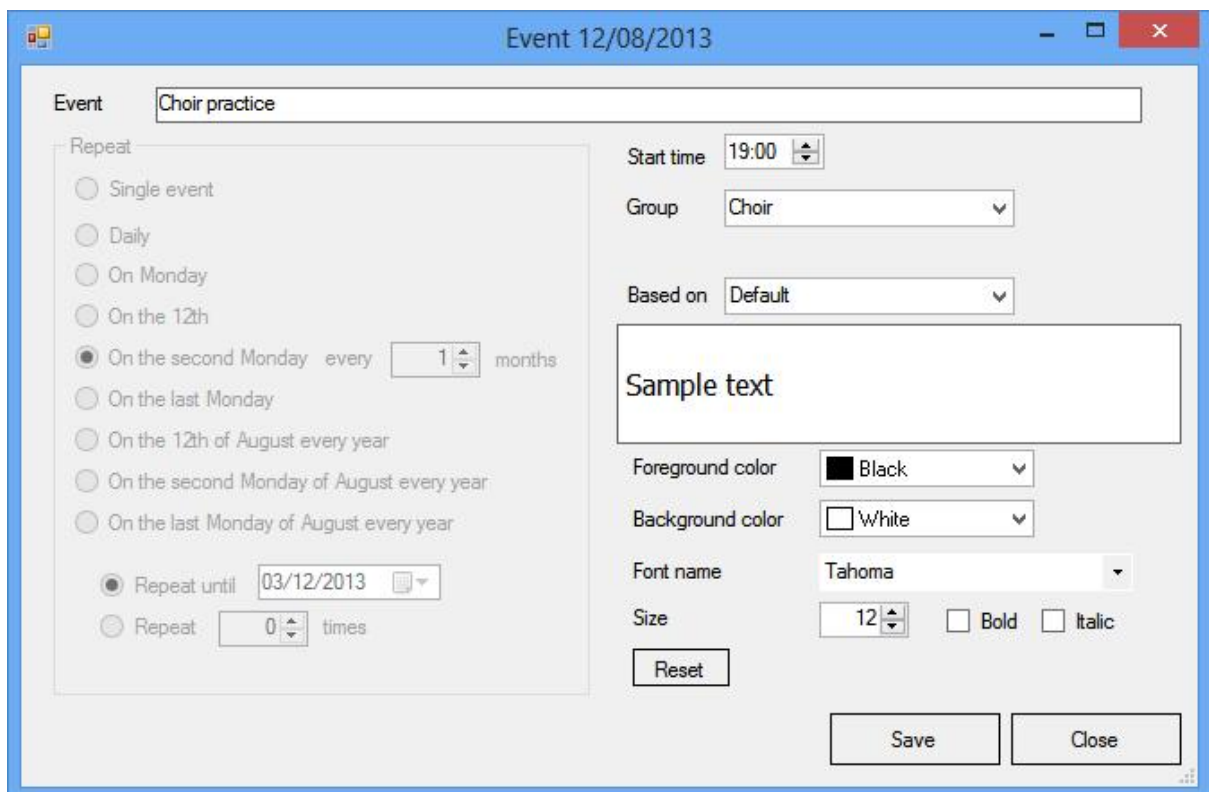 Event 12/08/2013
Event Choir practice
Repeat
Single event
Daily
On Monday
On the 12th
On the second Monday every 1 months
On the last Monday
On the 12th of August every year
On the second Monday of August every year
On the last Monday of August every year
Repeat until 03/12/2013
Repeat 0 times
Start time 19:00
Group Choir
Based on Default
Sample text
Foreground color Black
Background color White
Font name Tahoma
Size 12 Bold Italic
Reset
Save Close